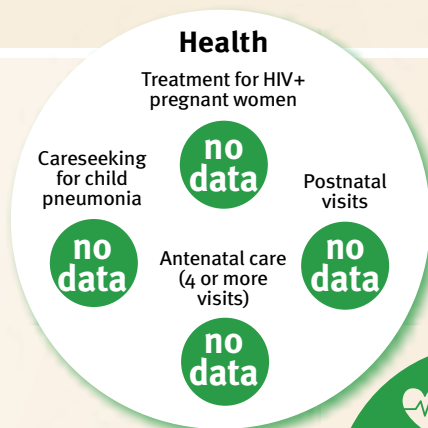 Health
Treatment for HIV+
pregnant women
no
data
Careseeking
for child
pneumonia
no
data
Postnatal
visits
no
data
Antenatal care
(4 or more
visits)
no
data